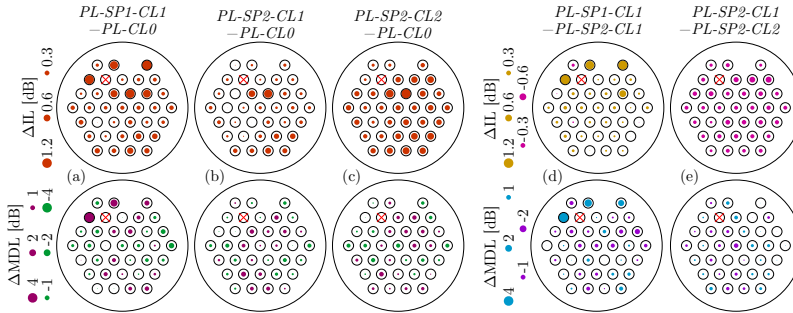 PL-SP1-CL1
−PL-CL0
PL-SP2-CL1
−PL-CL0
PL-SP2-CL2
−PL-CL0
PL-SP1-CL1
−PL-SP2-CL1
PL-SP2-CL1
−PL-SP2-CL2
ΔIL [dB]
1.2 0.6 0.3
ΔIL [dB]
1.2 0.6 0.3
-0.3 -0.6
(a)
(b)
(c)
(d)
(e)
ΔMDL [dB]
4 2 1
-1 -2 -4
ΔMDL [dB]
4 2 1
-1 -2